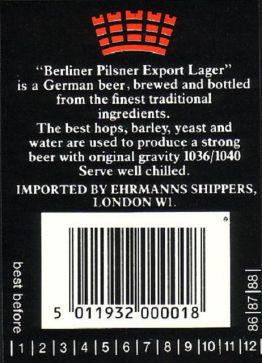 "Berliner Pilsner Export Lager"
is a German beer, brewed and bottled
from the finest traditional
ingredients.
The best hops, barley, yeast and
water are used to produce a strong
beer with original gravity 1036/1040
Serve well chilled.
IMPORTED BY EHRMANNS SHIPPERS,
LONDON W1.
5 011932 000018
best before
86|87|88|
|1|2|3|4|5|6|7|8|9|10|11|12|